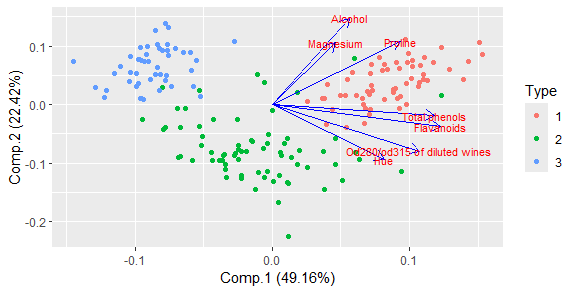 Comp.2 (22.42%)
0.1
0.0
-0.1
-0.2
Alcohol
Magnesium
Proline
Total phenols
Flavanoids
Od280/od315 of diluted wines
Hue
-0.1
0.0
0.1
Comp.1 (49.16%)
Type
1
2
3